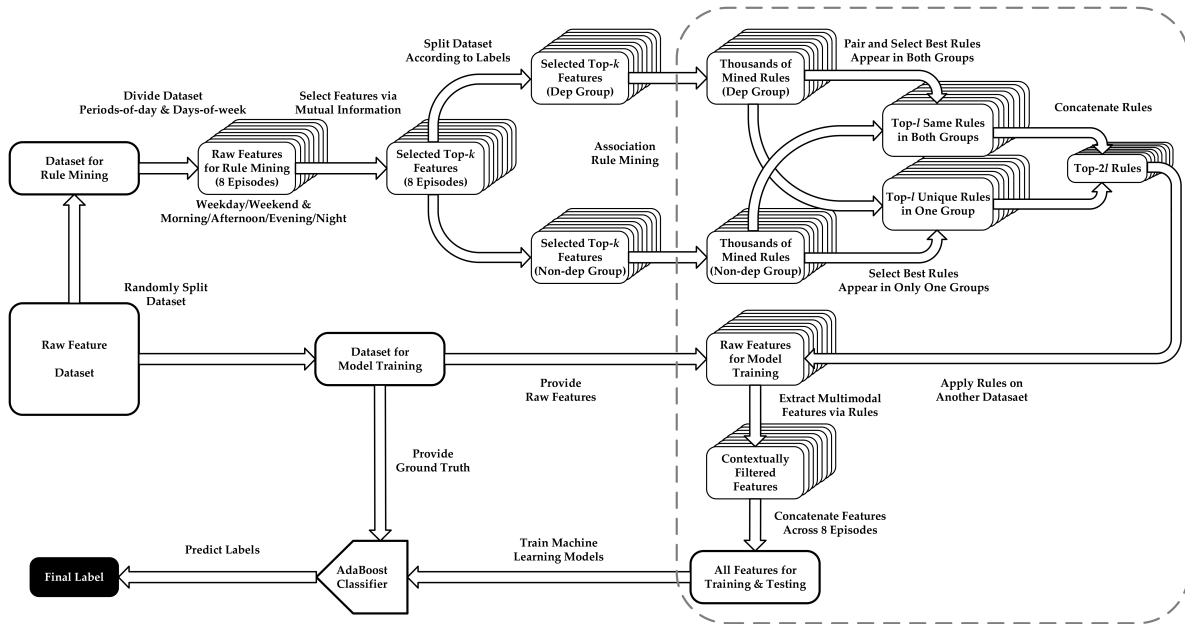 Split Dataset
According to Labels
Selected Top-k
Features
(Dep Group)
Thousands of
Mined Rules
(Dep Group)
Pair and Select Best Rules
Appear in Both Groups
Divide Dataset
Periods-of-day & Days-of-week
Select Features via
Mutual Information
Top-l Same Rules
in Both Groups
Concatenate Rules
Dataset for
Rule Mining
Raw Features
for Rule Mining
(8 Episodes)
Selected Top-k
Features
(8 Episodes)
Association
Rule Mining
Top-2l Rules
Weekday/Weekend &
Morning/Afternoon/Evening/Night
Top-l Unique Rules
in One Group
Selected Top-k
Features
(Non-dep Group)
Thousands of
Mined Rules
(Non-dep Group)
Select Best Rules
Appear in Only One Groups
Randomly Split
Dataset
Raw Feature
Dataset
Dataset for
Model Training
Provide
Raw Features
Raw Features
for Model
Training
Apply Rules on
Another Datasaet
Extract Multimodal
Features via Rules
Provide
Ground Truth
Contextually
Filtered
Features
Concatenate Features
Across 8 Episodes
Predict Labels
Train Machine
Learning Models
Final Label
AdaBoost
Classifier
All Features for
Training & Testing